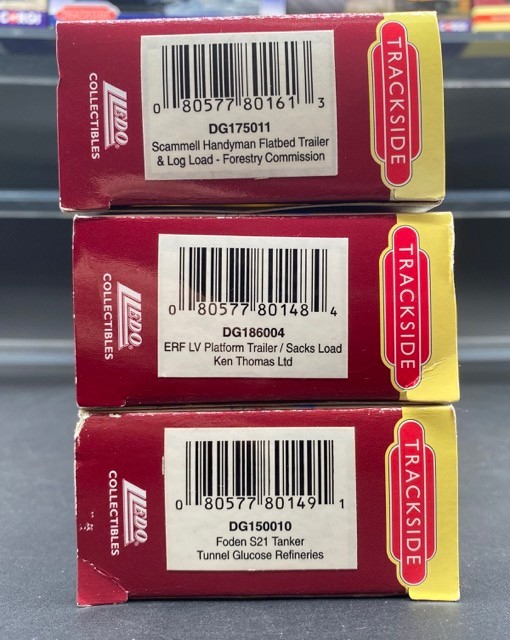 CORGI
LLEDO
COLLECTIBLES
0 80577 80161 3
DG175011
Scammell Handyman Flatbed Trailer
& Log Load - Forestry Commission
TRACKSIDE
LLEDO
COLLECTIBLES
0 80577 80148 4
DG186004
ERF LV Platform Trailer / Sacks Load
Ken Thomas Ltd
TRACKSIDE
LLEDO
COLLECTIBLES
0 80577 80149 1
DG150010
Foden S21 Tanker
Tunnel Glucose Refineries
TRACKSIDE